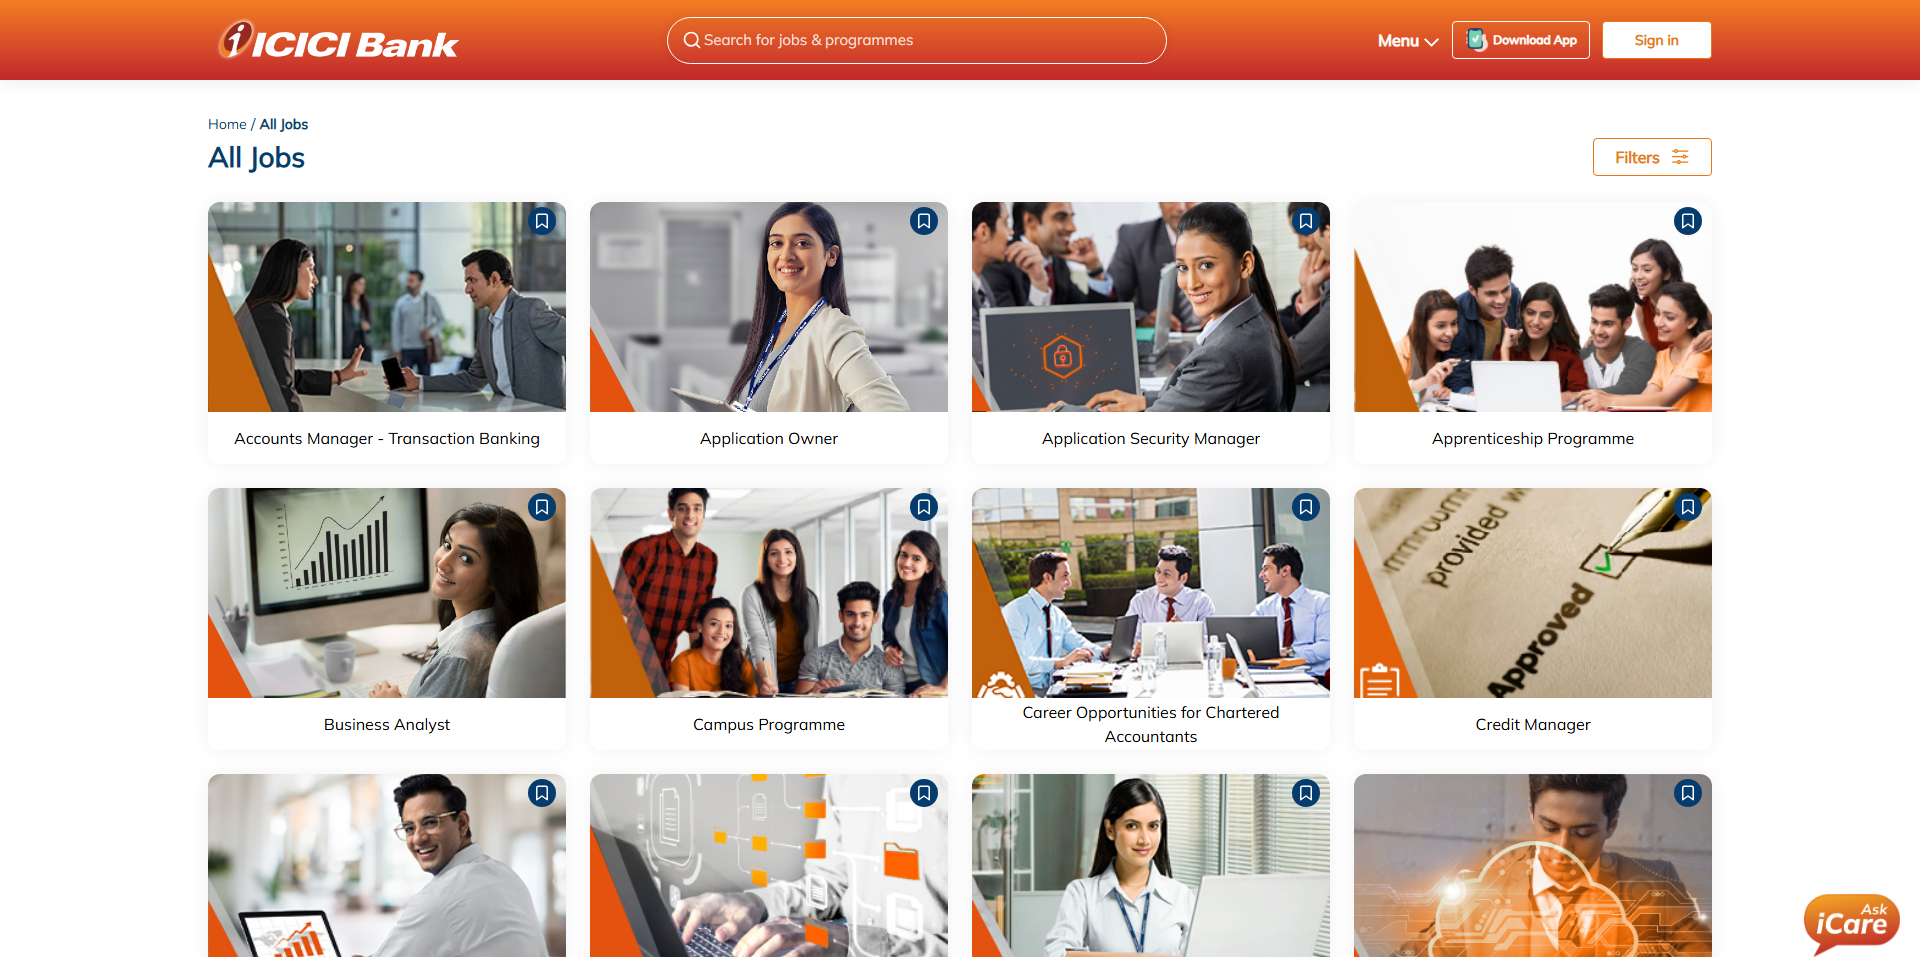 ICICI Bank
Search for jobs & programmes
Menu
Download App
Sign in
Home / All Jobs
All Jobs
Filters
Accounts Manager - Transaction Banking
Application Owner
Application Security Manager
Apprenticeship Programme
provided
Approved
Business Analyst
Campus Programme
Career Opportunities for Chartered
Accountants
Credit Manager
Ask
iCare